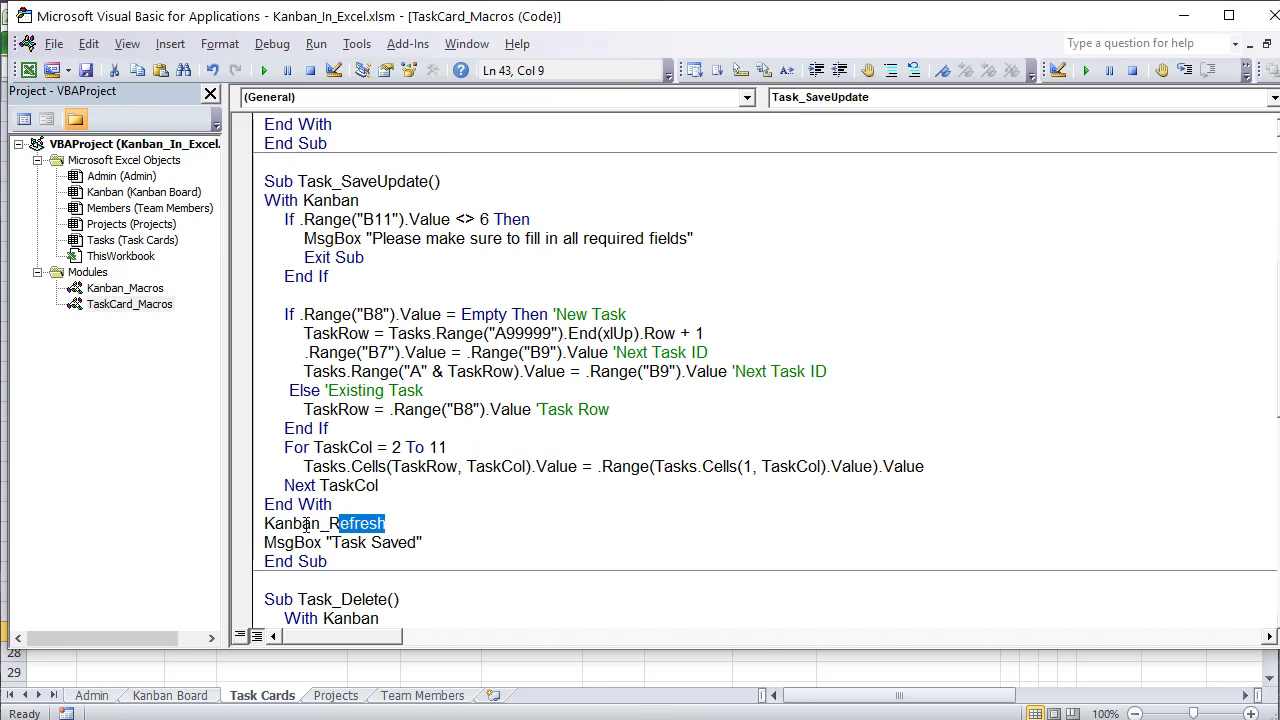 Microsoft Visual Basic for Applications - Kanban_In_Excel.xlsm - [TaskCard_Macros (Code)]
File Edit View Insert Format Debug Run Tools Add-Ins Window Help
Type a question for help
Ln 43, Col 9
Project - VBAProject
(General)
Task_SaveUpdate
VBAProject (Kanban_In_Excel.
Microsoft Excel Objects
Admin (Admin)
Kanban (Kanban Board)
Members (Team Members)
Projects (Projects)
Tasks (Task Cards)
ThisWorkbook
Modules
Kanban_Macros
TaskCard_Macros
End With
End Sub
Sub Task_SaveUpdate()
With Kanban
If .Range("B11").Value <> 6 Then
MsgBox "Please make sure to fill in all required fields"
Exit Sub
End If
If .Range("B8").Value = Empty Then 'New Task
TaskRow = Tasks.Range("A99999").End(xlUp).Row + 1
.Range("B7").Value = .Range("B9").Value 'Next Task ID
Tasks.Range("A" & TaskRow).Value = .Range("B9").Value 'Next Task ID
Else 'Existing Task
TaskRow = .Range("B8").Value 'Task Row
End If
For TaskCol = 2 To 11
Tasks.Cells(TaskRow, TaskCol).Value = .Range(Tasks.Cells(1, TaskCol).Value).Value
Next TaskCol
End With
Kanban_Refresh
MsgBox "Task Saved"
End Sub
Sub Task_Delete()
With Kanban
28
29
Admin Kanban Board Task Cards Projects Team Members
Ready
100%